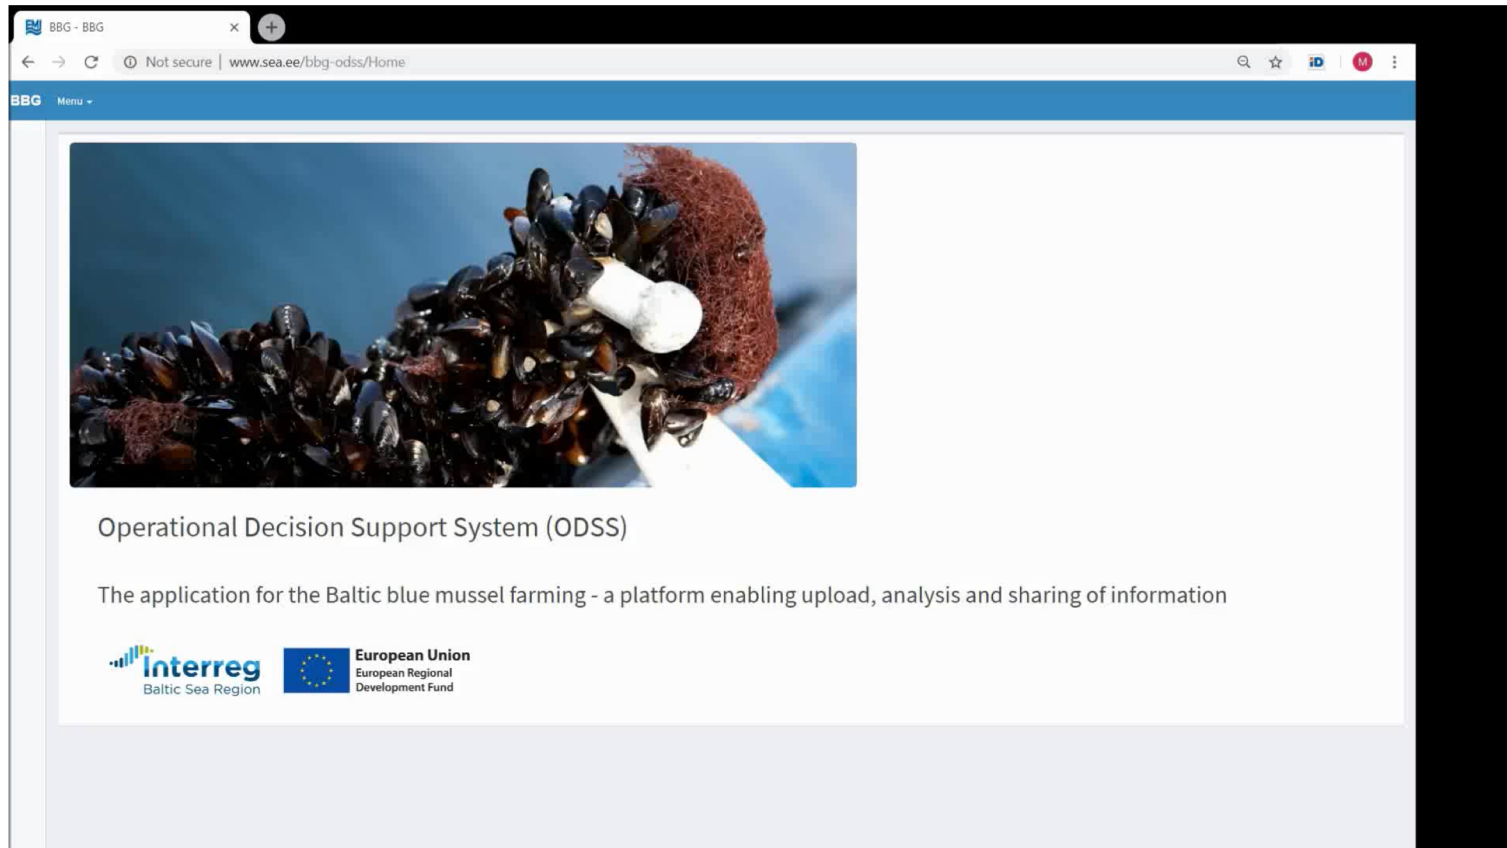 EMI BBG - BBG
Not secure | www.sea.ee/bbg-odss/Home
iD
M
BBG Menu
Operational Decision Support System (ODSS)
The application for the Baltic blue mussel farming - a platform enabling upload, analysis and sharing of information
Interreg
Baltic Sea Region
European Union
European Regional
Development Fund